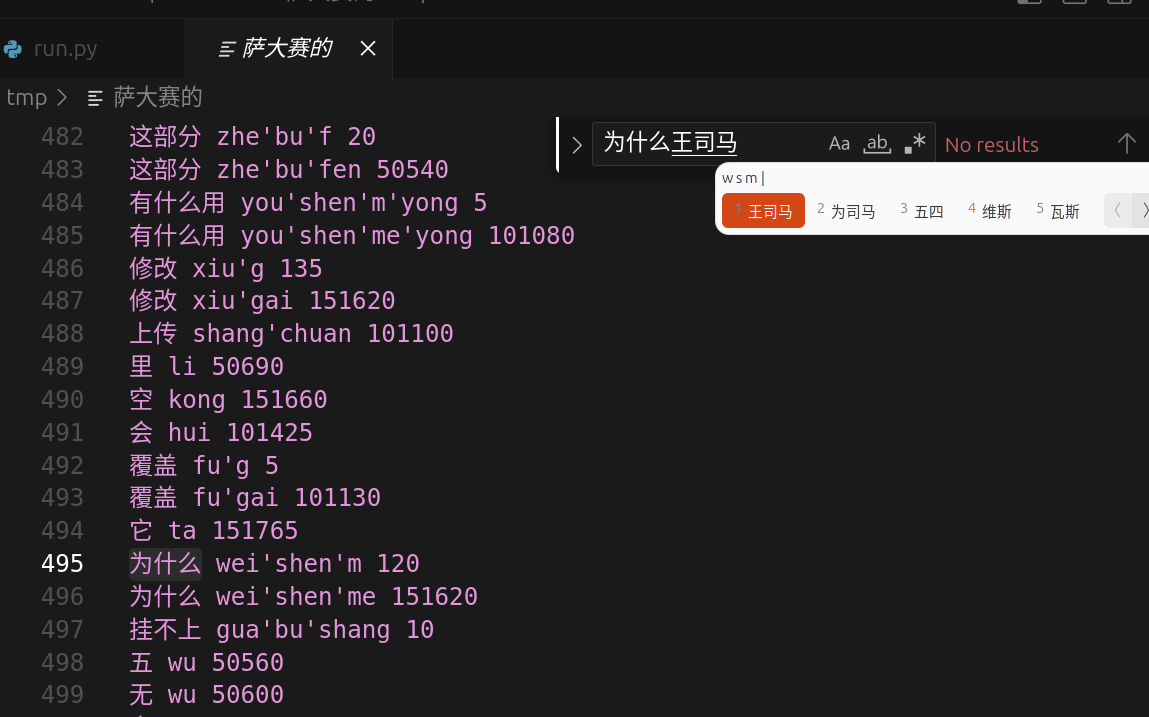 run.py 萨大赛的
tmp > 萨大赛的
为什么王司马 Aa ab .* No results
wsm|
1 王司马 2 为司马 3 五四 4 维斯 5 瓦斯
482 这部分 zhe'bu'f 20
483 这部分 zhe'bu'fen 50540
484 有什么用 you'shen'm'yong 5
485 有什么用 you'shen'me'yong 101080
486 修改 xiu'g 135
487 修改 xiu'gai 151620
488 上传 shang'chuan 101100
489 里 li 50690
490 空 kong 151660
491 会 hui 101425
492 覆盖 fu'g 5
493 覆盖 fu'gai 101130
494 它 ta 151765
495 为什么 wei'shen'm 120
496 为什么 wei'shen'me 151620
497 挂不上 gua'bu'shang 10
498 五 wu 50560
499 无 wu 50600